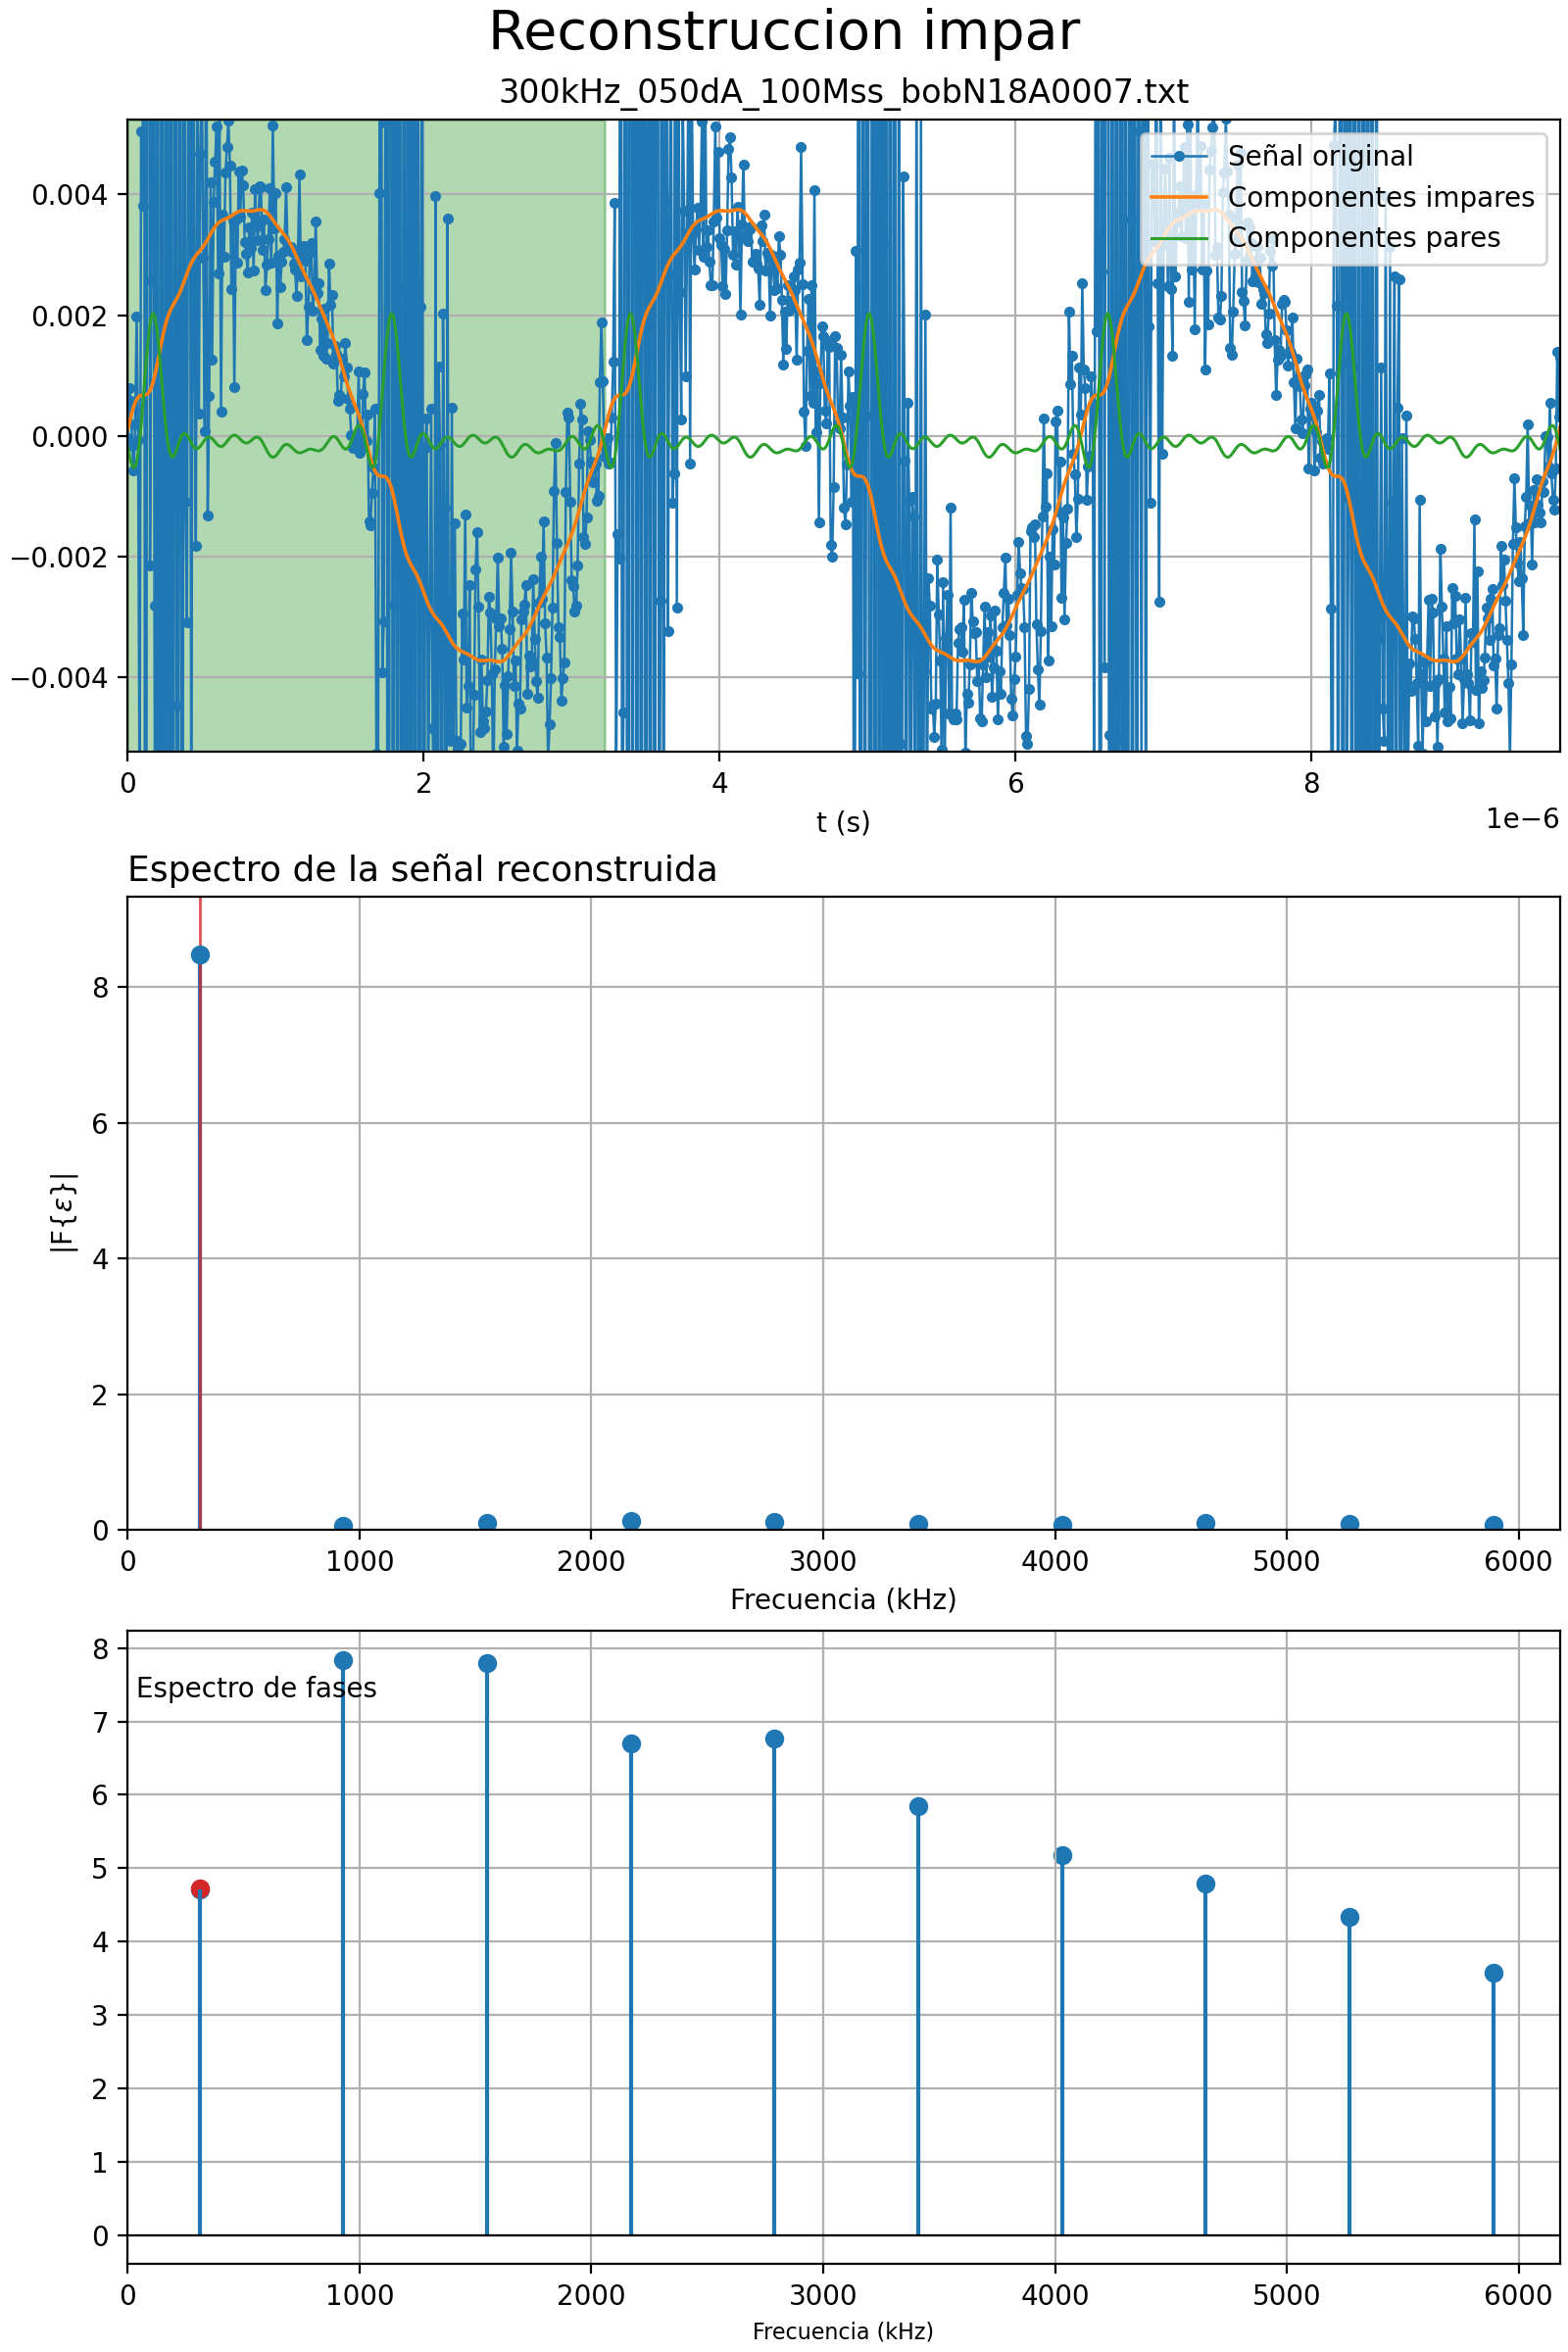 Reconstruccion impar
300kHz_050dA_100Mss_bobN18A0007.txt
Señal original
Componentes impares
Componentes pares
0.004
0.002
0.000
−0.002
−0.004
0 2 4 6 8
1e−6
t (s)
Espectro de la señal reconstruida
8
6
4
2
0
|F{ε}|
0 1000 2000 3000 4000 5000 6000
Frecuencia (kHz)
Espectro de fases
8
7
6
5
4
3
2
1
0
0 1000 2000 3000 4000 5000 6000
Frecuencia (kHz)